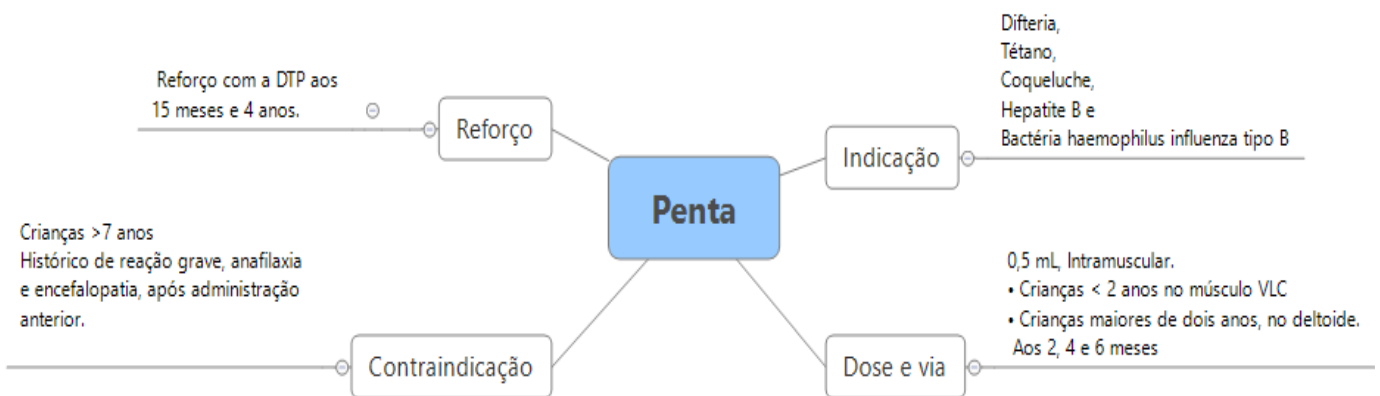 Penta
Indicação
Difteria,
Tétano,
Coqueluche,
Hepatite B e
Bactéria haemophilus influenza tipo B
Dose e via
0,5 mL, Intramuscular.
• Crianças < 2 anos no músculo VLC
• Crianças maiores de dois anos, no deltoide.
Aos 2, 4 e 6 meses
Reforço
Reforço com a DTP aos
15 meses e 4 anos.
Contraindicação
Crianças >7 anos
Histórico de reação grave, anafilaxia
e encefalopatia, após administração
anterior.